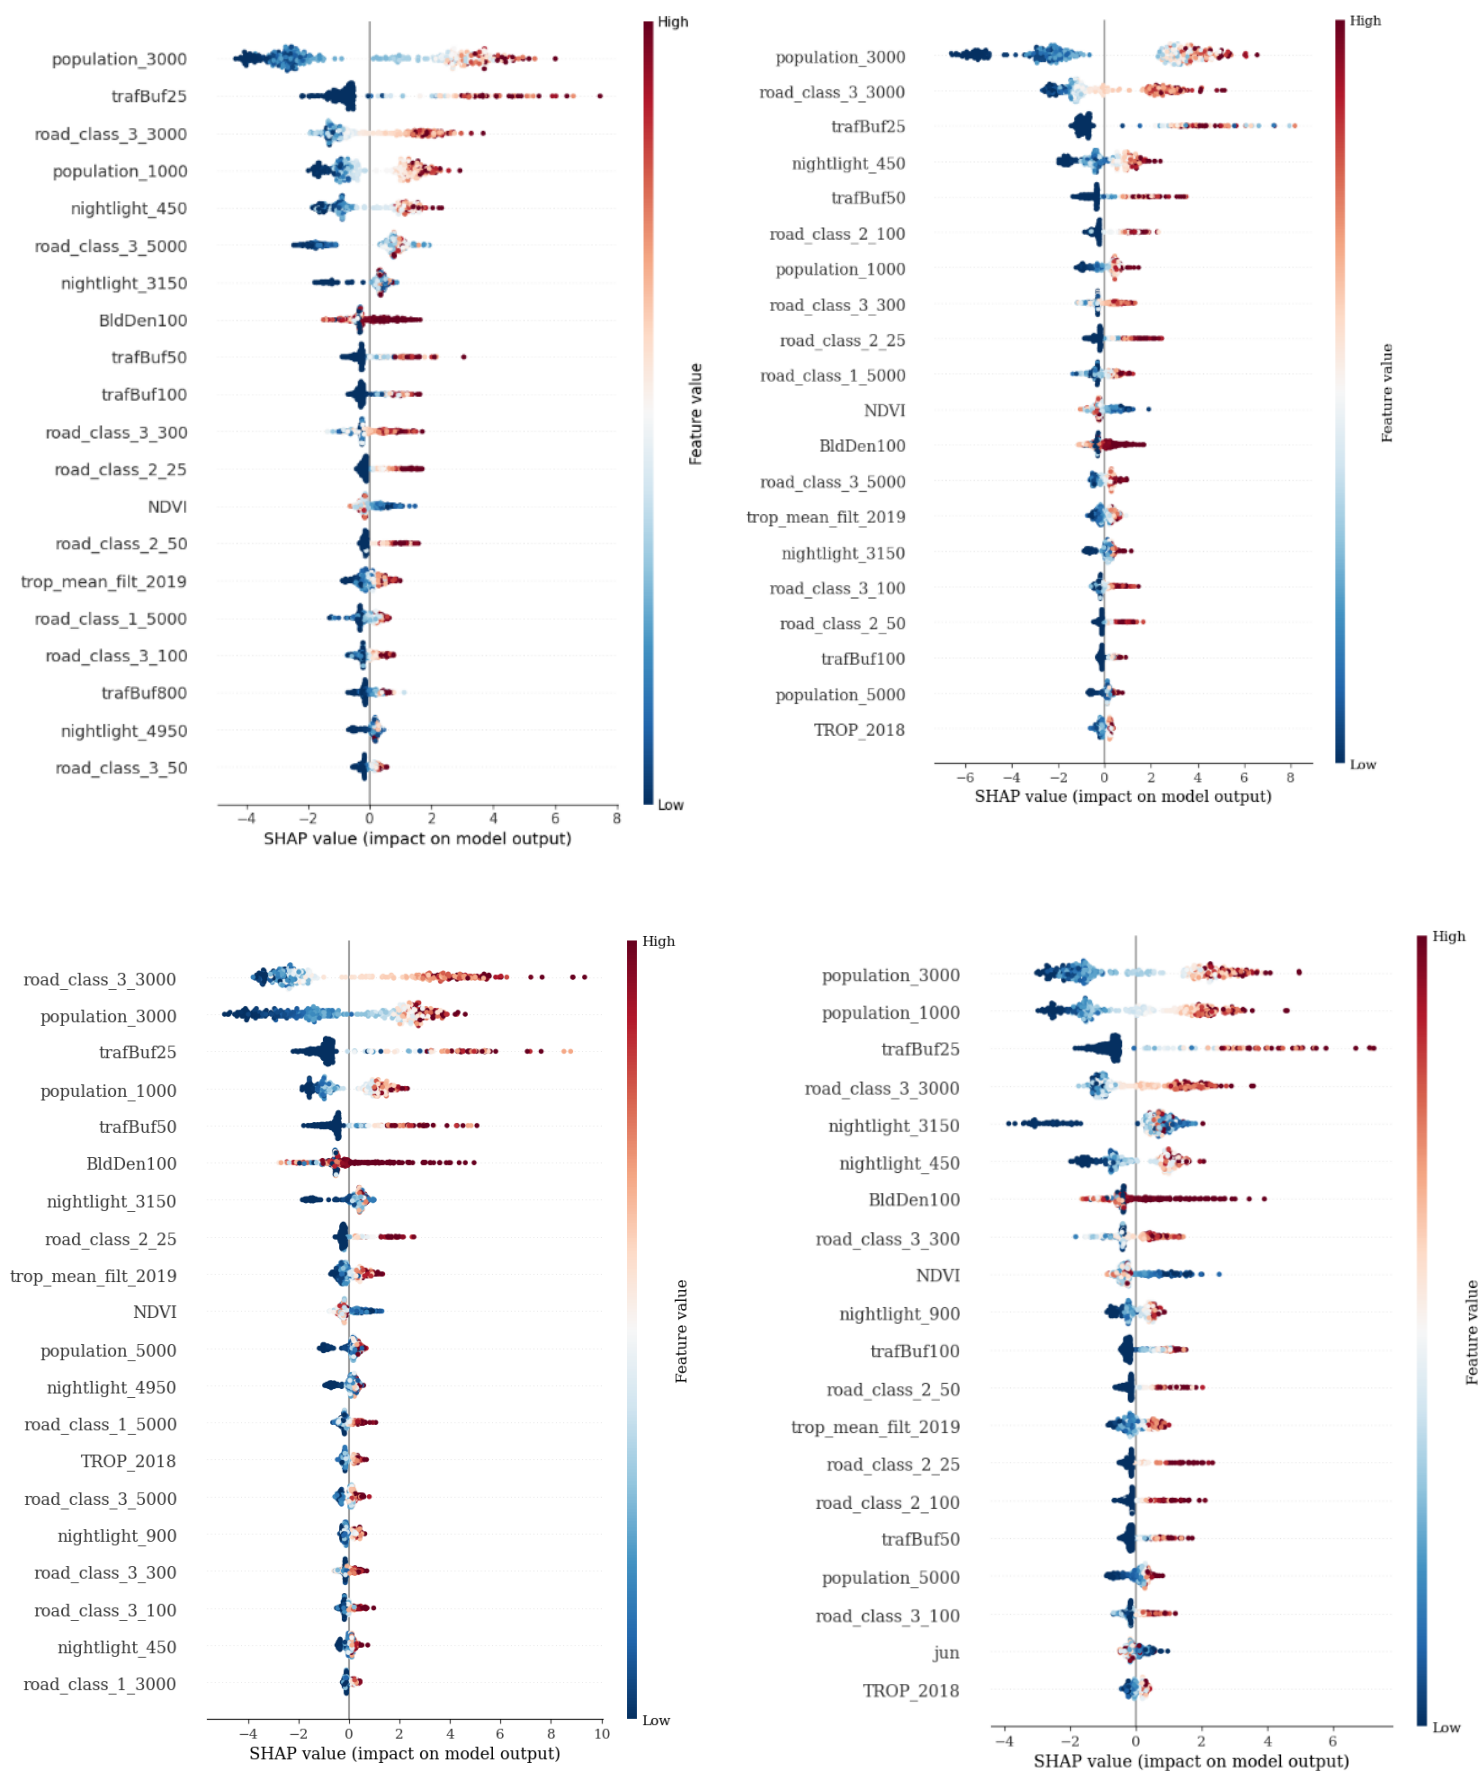 High
population_3000
trafBuf25
road_class_3_3000
population_1000
nightlight_450
road_class_3_5000
nightlight_3150
BldDen100
trafBuf50
trafBuf100
road_class_3_300
road_class_2_25
NDVI
road_class_2_50
trop_mean_filt_2019
road_class_1_5000
road_class_3_100
trafBuf800
nightlight_4950
road_class_3_50
Feature value
Low
−4 −2 0 2 4 6 8
SHAP value (impact on model output)
High
population_3000
road_class_3_3000
trafBuf25
nightlight_450
trafBuf50
road_class_2_100
population_1000
road_class_3_300
road_class_2_25
road_class_1_5000
NDVI
BldDen100
road_class_3_5000
trop_mean_filt_2019
nightlight_3150
road_class_3_100
road_class_2_50
trafBuf100
population_5000
TROP_2018
Feature value
Low
−6 −4 −2 0 2 4 6 8
SHAP value (impact on model output)
High
road_class_3_3000
population_3000
trafBuf25
population_1000
trafBuf50
BldDen100
nightlight_3150
road_class_2_25
trop_mean_filt_2019
NDVI
population_5000
nightlight_4950
road_class_1_5000
TROP_2018
road_class_3_5000
nightlight_900
road_class_3_300
road_class_3_100
nightlight_450
road_class_1_3000
Feature value
Low
−4 −2 0 2 4 6 8 10
SHAP value (impact on model output)
High
population_3000
population_1000
trafBuf25
road_class_3_3000
nightlight_3150
nightlight_450
BldDen100
road_class_3_300
NDVI
nightlight_900
trafBuf100
road_class_2_50
trop_mean_filt_2019
road_class_2_25
road_class_2_100
trafBuf50
population_5000
road_class_3_100
jun
TROP_2018
Feature value
Low
−4 −2 0 2 4 6
SHAP value (impact on model output)